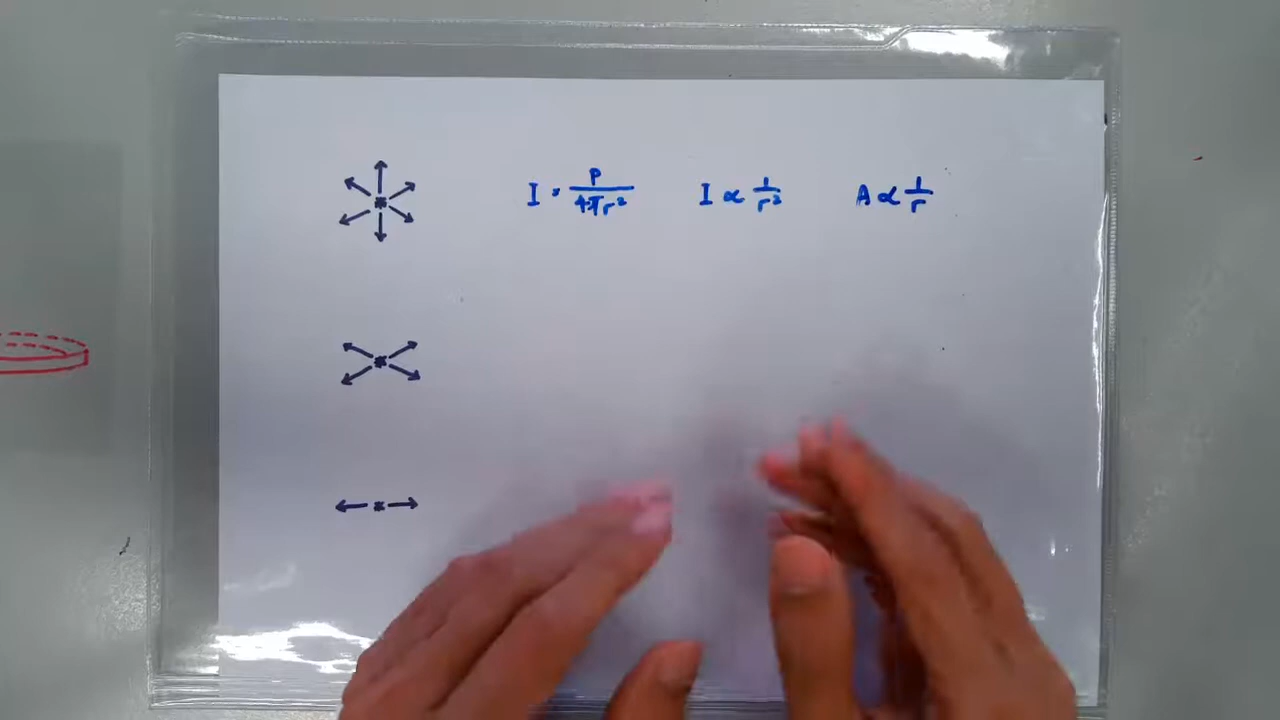 I = P/4πr² I ∝ 1/r² A ∝ 1/r